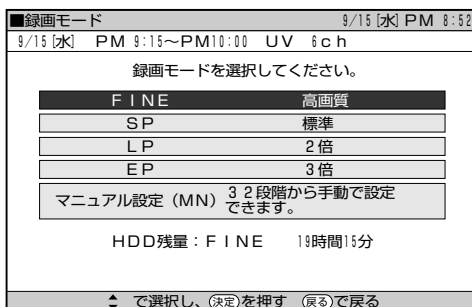 ■録画モード 9/15[水] PM 8:52
9/15[水] PM 9:15～PM10:00 UV 6ch
録画モードを選択してください。
FINE 高画質
SP 標準
LP 2倍
EP 3倍
マニュアル設定(MN) 32段階から手動で設定
できます。
HDD残量：FINE 19時間15分
で選択し、決定を押す 戻るで戻る